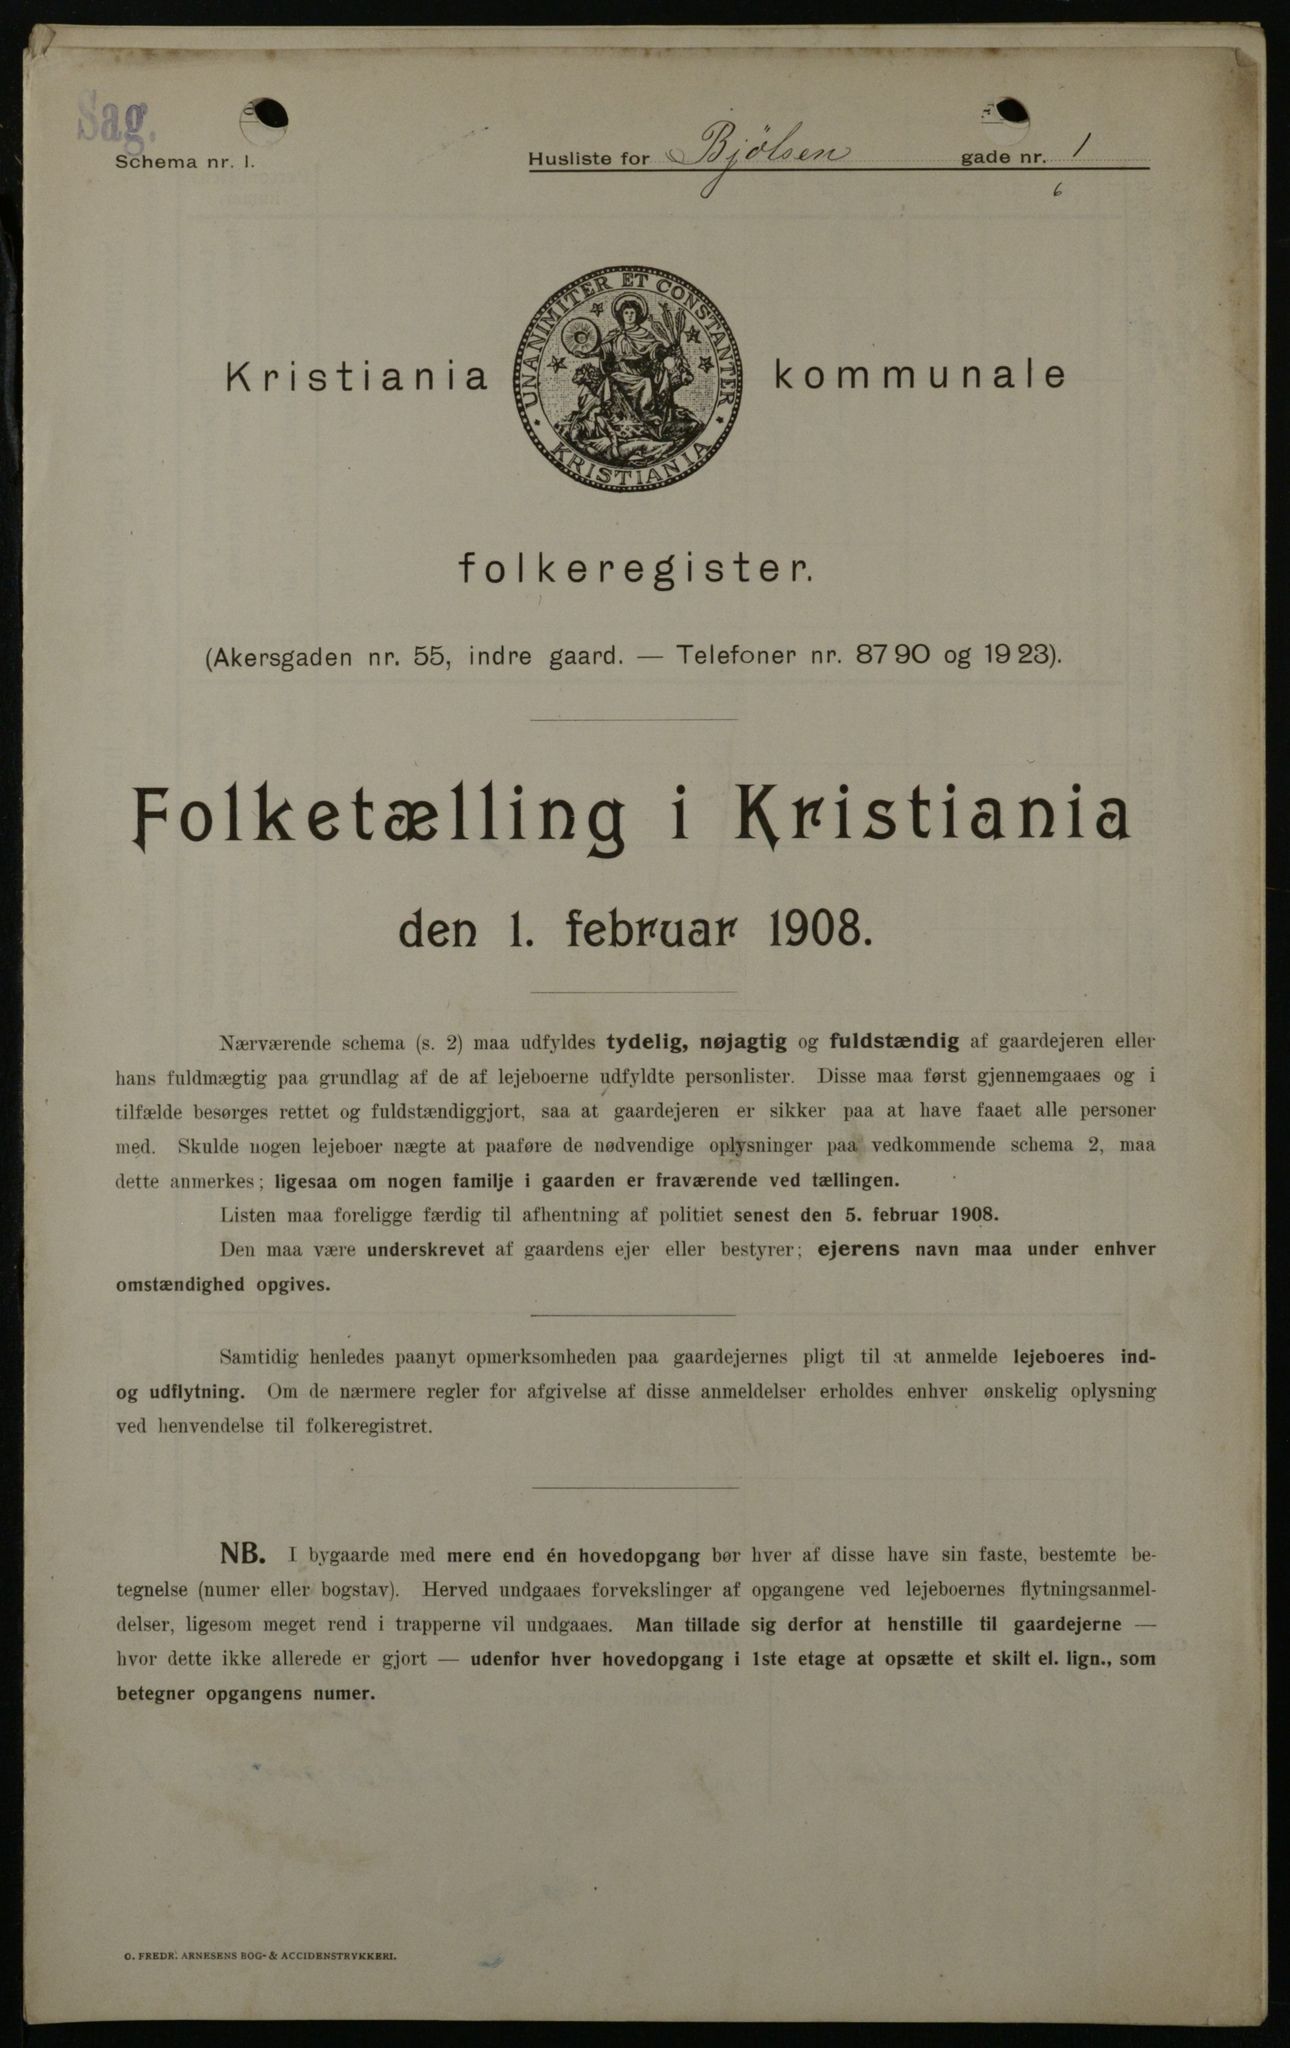 Sag.
Schema nr. 1.
Husliste for Bjölsen gade nr. 1
6
UNANIMITER ET CONSTANTER
KRISTIANIA
Kristiania kommunale
folkeregister.
(Akersgaden nr. 55, indre gaard. — Telefoner nr. 87 90 og 19 23).
Folketælling i Kristiania
den 1. februar 1908.
Nærværende schema (s. 2) maa udfyldes tydelig, nøjagtig og fuldstændig af gaardejeren eller
hans fuldmægtig paa grundlag af de af lejeboerne udfyldte personlister. Disse maa først gjennemgaaes og i
tilfælde besørges rettet og fuldstændiggjort, saa at gaardejeren er sikker paa at have faaet alle personer
med. Skulde nogen lejeboer nægte at paaføre de nødvendige oplysninger paa vedkommende schema 2, maa
dette anmerkes; ligesaa om nogen familje i gaarden er fraværende ved tællingen.
Listen maa foreligge færdig til afhentning af politiet senest den 5. februar 1908.
Den maa være underskrevet af gaardens ejer eller bestyrer; ejerens navn maa under enhver
omstændighed opgives.
Samtidig henledes paanyt opmerksomheden paa gaardejernes pligt til at anmelde lejeboeres ind-
og udflytning. Om de nærmere regler for afgivelse af disse anmeldelser erholdes enhver ønskelig oplysning
ved henvendelse til folkeregistret.
NB. I bygaarde med mere end én hovedopgang bør hver af disse have sin faste, bestemte be-
tegnelse (numer eller bogstav). Herved undgaaes forvekslinger af opgangene ved lejeboernes flytningsanmel-
delser, ligesom meget rend i trapperne vil undgaaes. Man tillade sig derfor at henstille til gaardejerne —
hvor dette ikke allerede er gjort — udenfor hver hovedopgang i 1ste etage at opsætte et skilt el. lign., som
betegner opgangens numer.
O. FREDR. ARNESENS BOG- & ACCIDENSTRYKKERI.